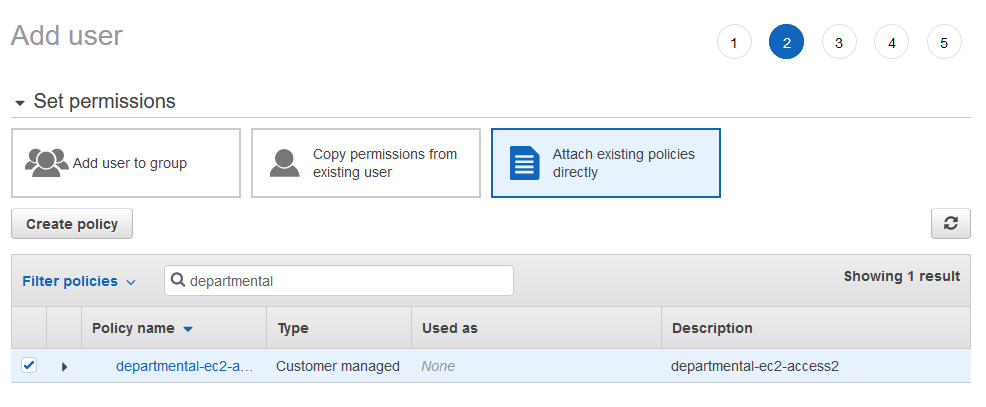 Add user
1 2 3 4 5
Set permissions
Add user to group
Copy permissions from
existing user
Attach existing policies
directly
Create policy
Filter policies
departmental
Showing 1 result
Policy name Type Used as Description
departmental-ec2-a... Customer managed None departmental-ec2-access2